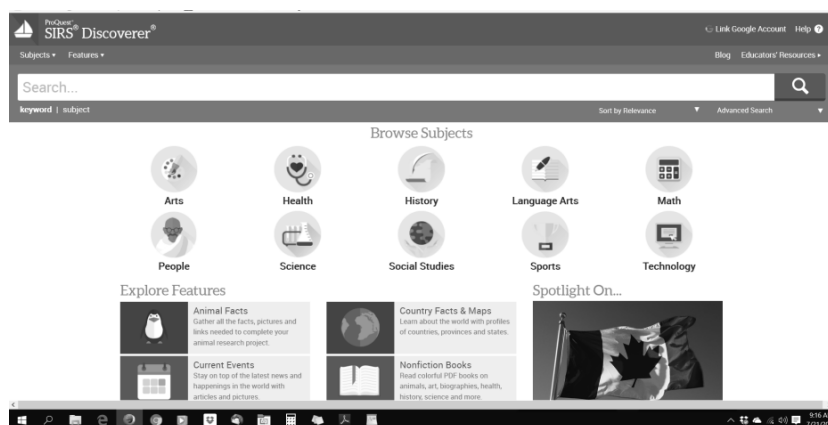 ProQuest
SIRS® Discoverer®
Link Google Account Help ?
Subjects Features
Blog Educators' Resources
Search...
keyword | subject
Sort by Relevance
Advanced Search
Browse Subjects
Arts
Health
History
Language Arts
Math
People
Science
Social Studies
Sports
Technology
Explore Features
Animal Facts
Gather all the facts, pictures and
links needed to complete your
animal research project.
Country Facts & Maps
Learn about the world with profiles
of countries, provinces and states.
Current Events
Stay on top of the latest news and
happenings in the world with
articles and pictures.
Nonfiction Books
Read colorful PDF books on
animals, art, biographies, health,
history, science and more.
Spotlight On...
9:16 A